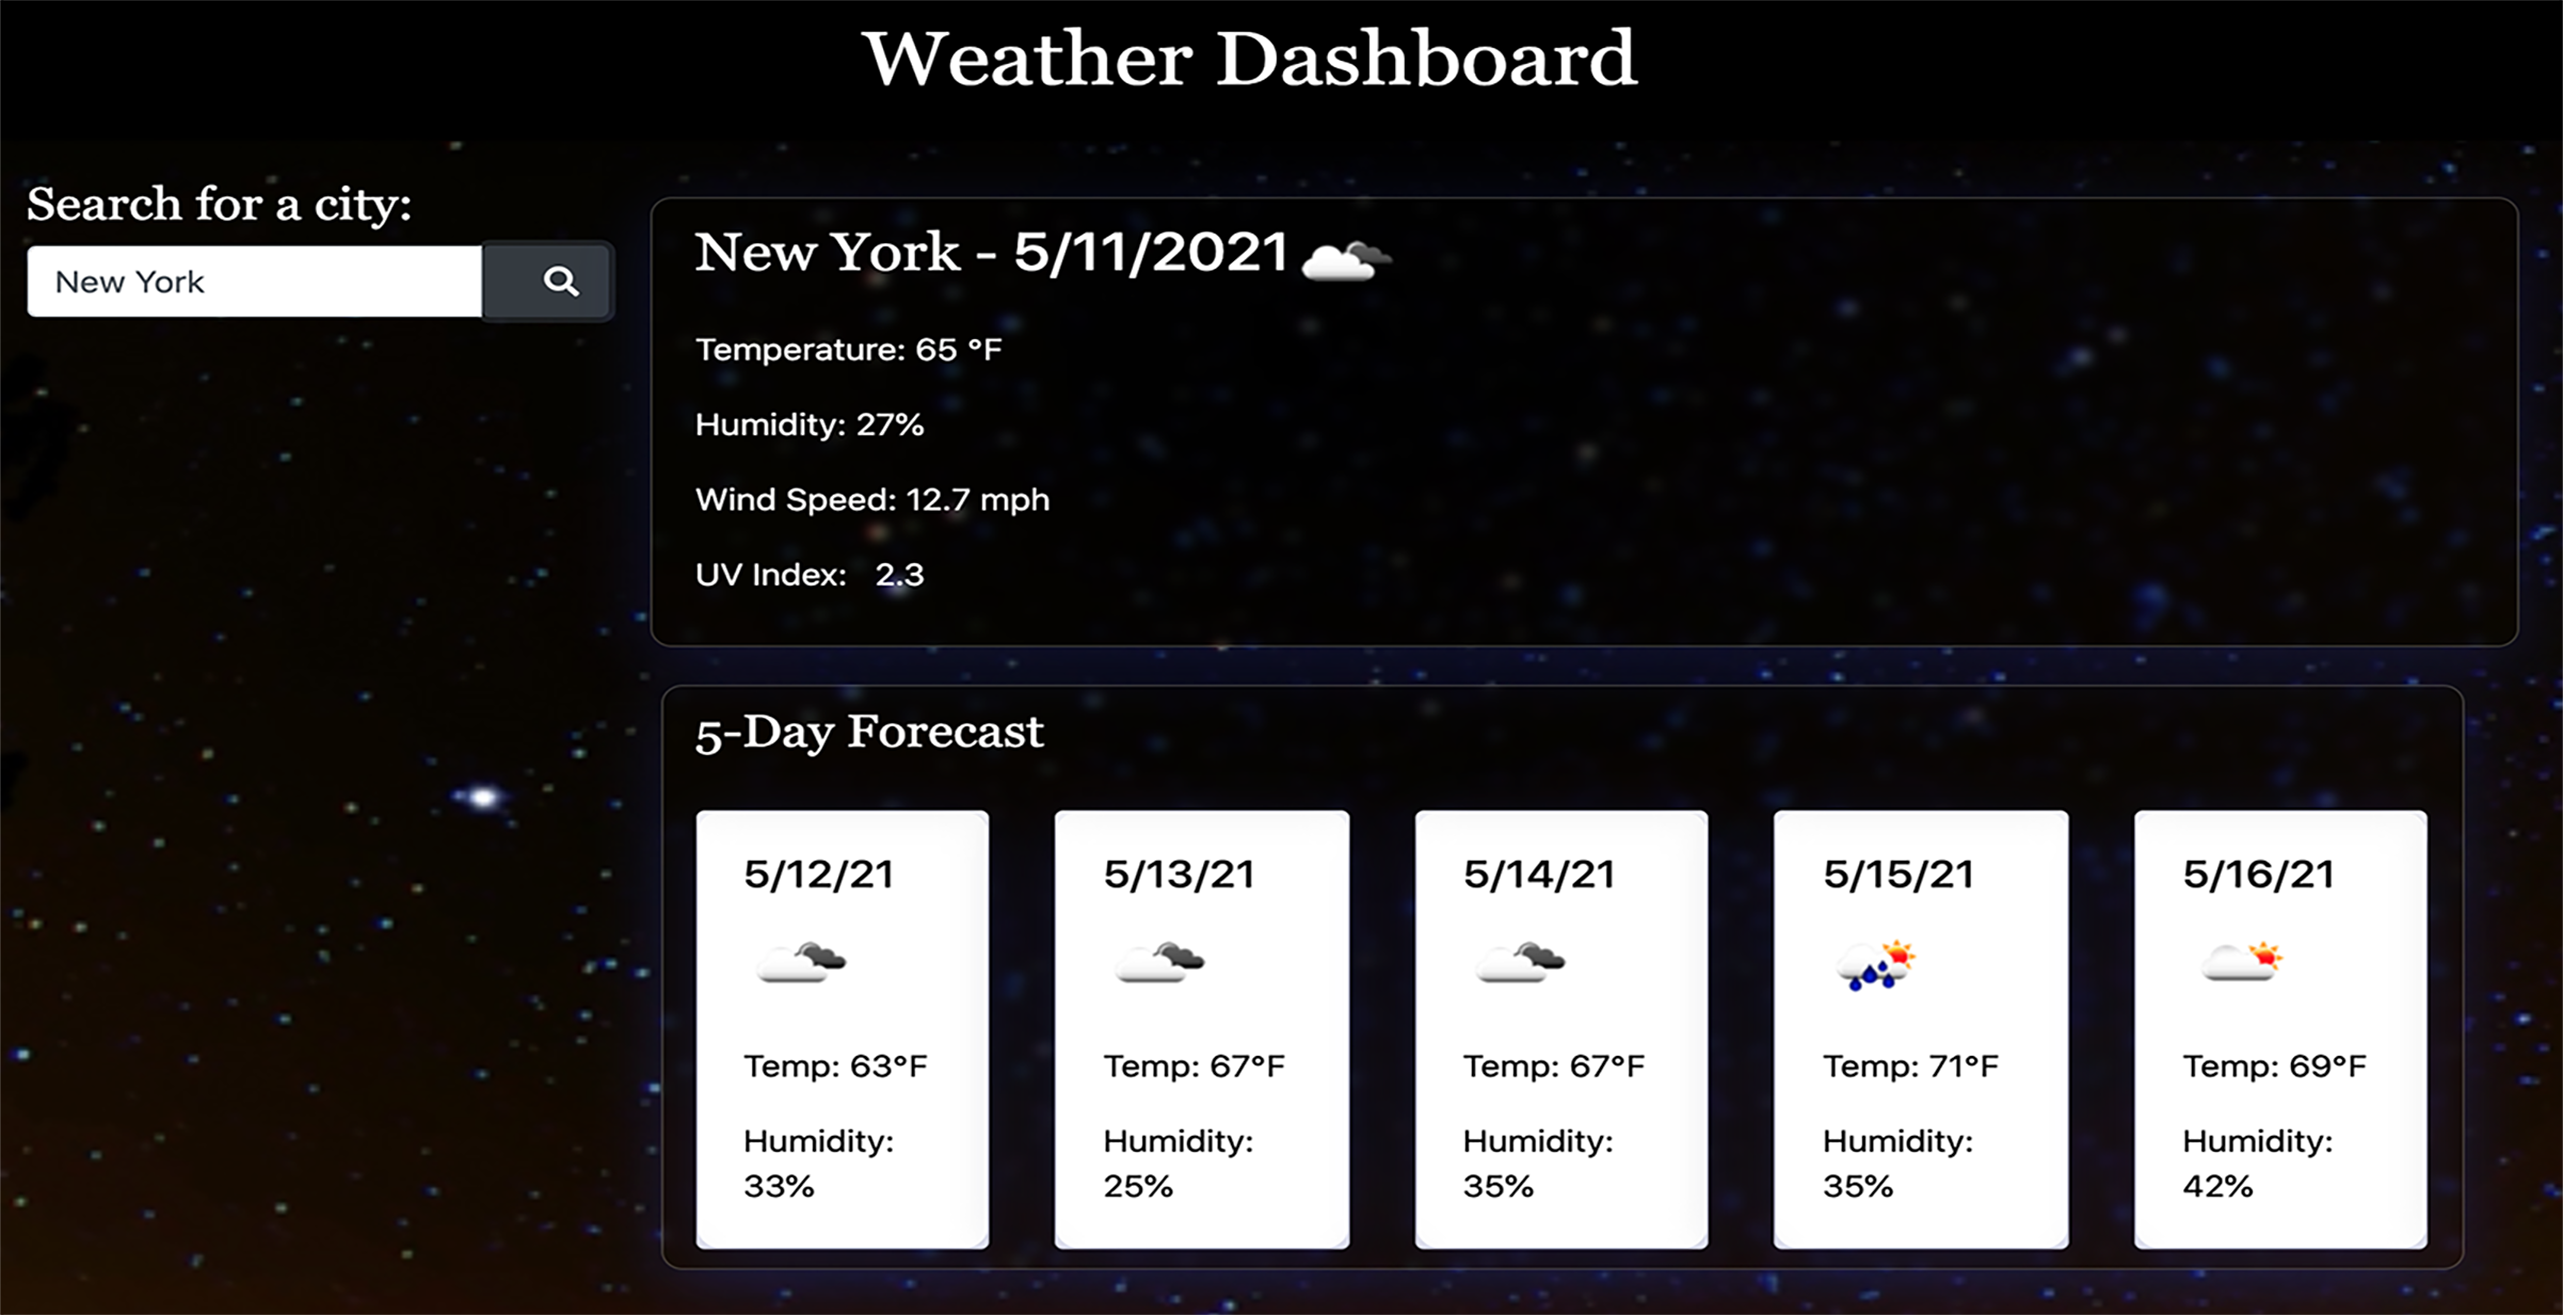 Weather Dashboard
Search for a city:
New York
New York - 5/11/2021
Temperature: 65 °F
Humidity: 27%
Wind Speed: 12.7 mph
UV Index: 2.3
5-Day Forecast
5/12/21
Temp: 63°F
Humidity:
33%
5/13/21
Temp: 67°F
Humidity:
25%
5/14/21
Temp: 67°F
Humidity:
35%
5/15/21
Temp: 71°F
Humidity:
35%
5/16/21
Temp: 69°F
Humidity:
42%